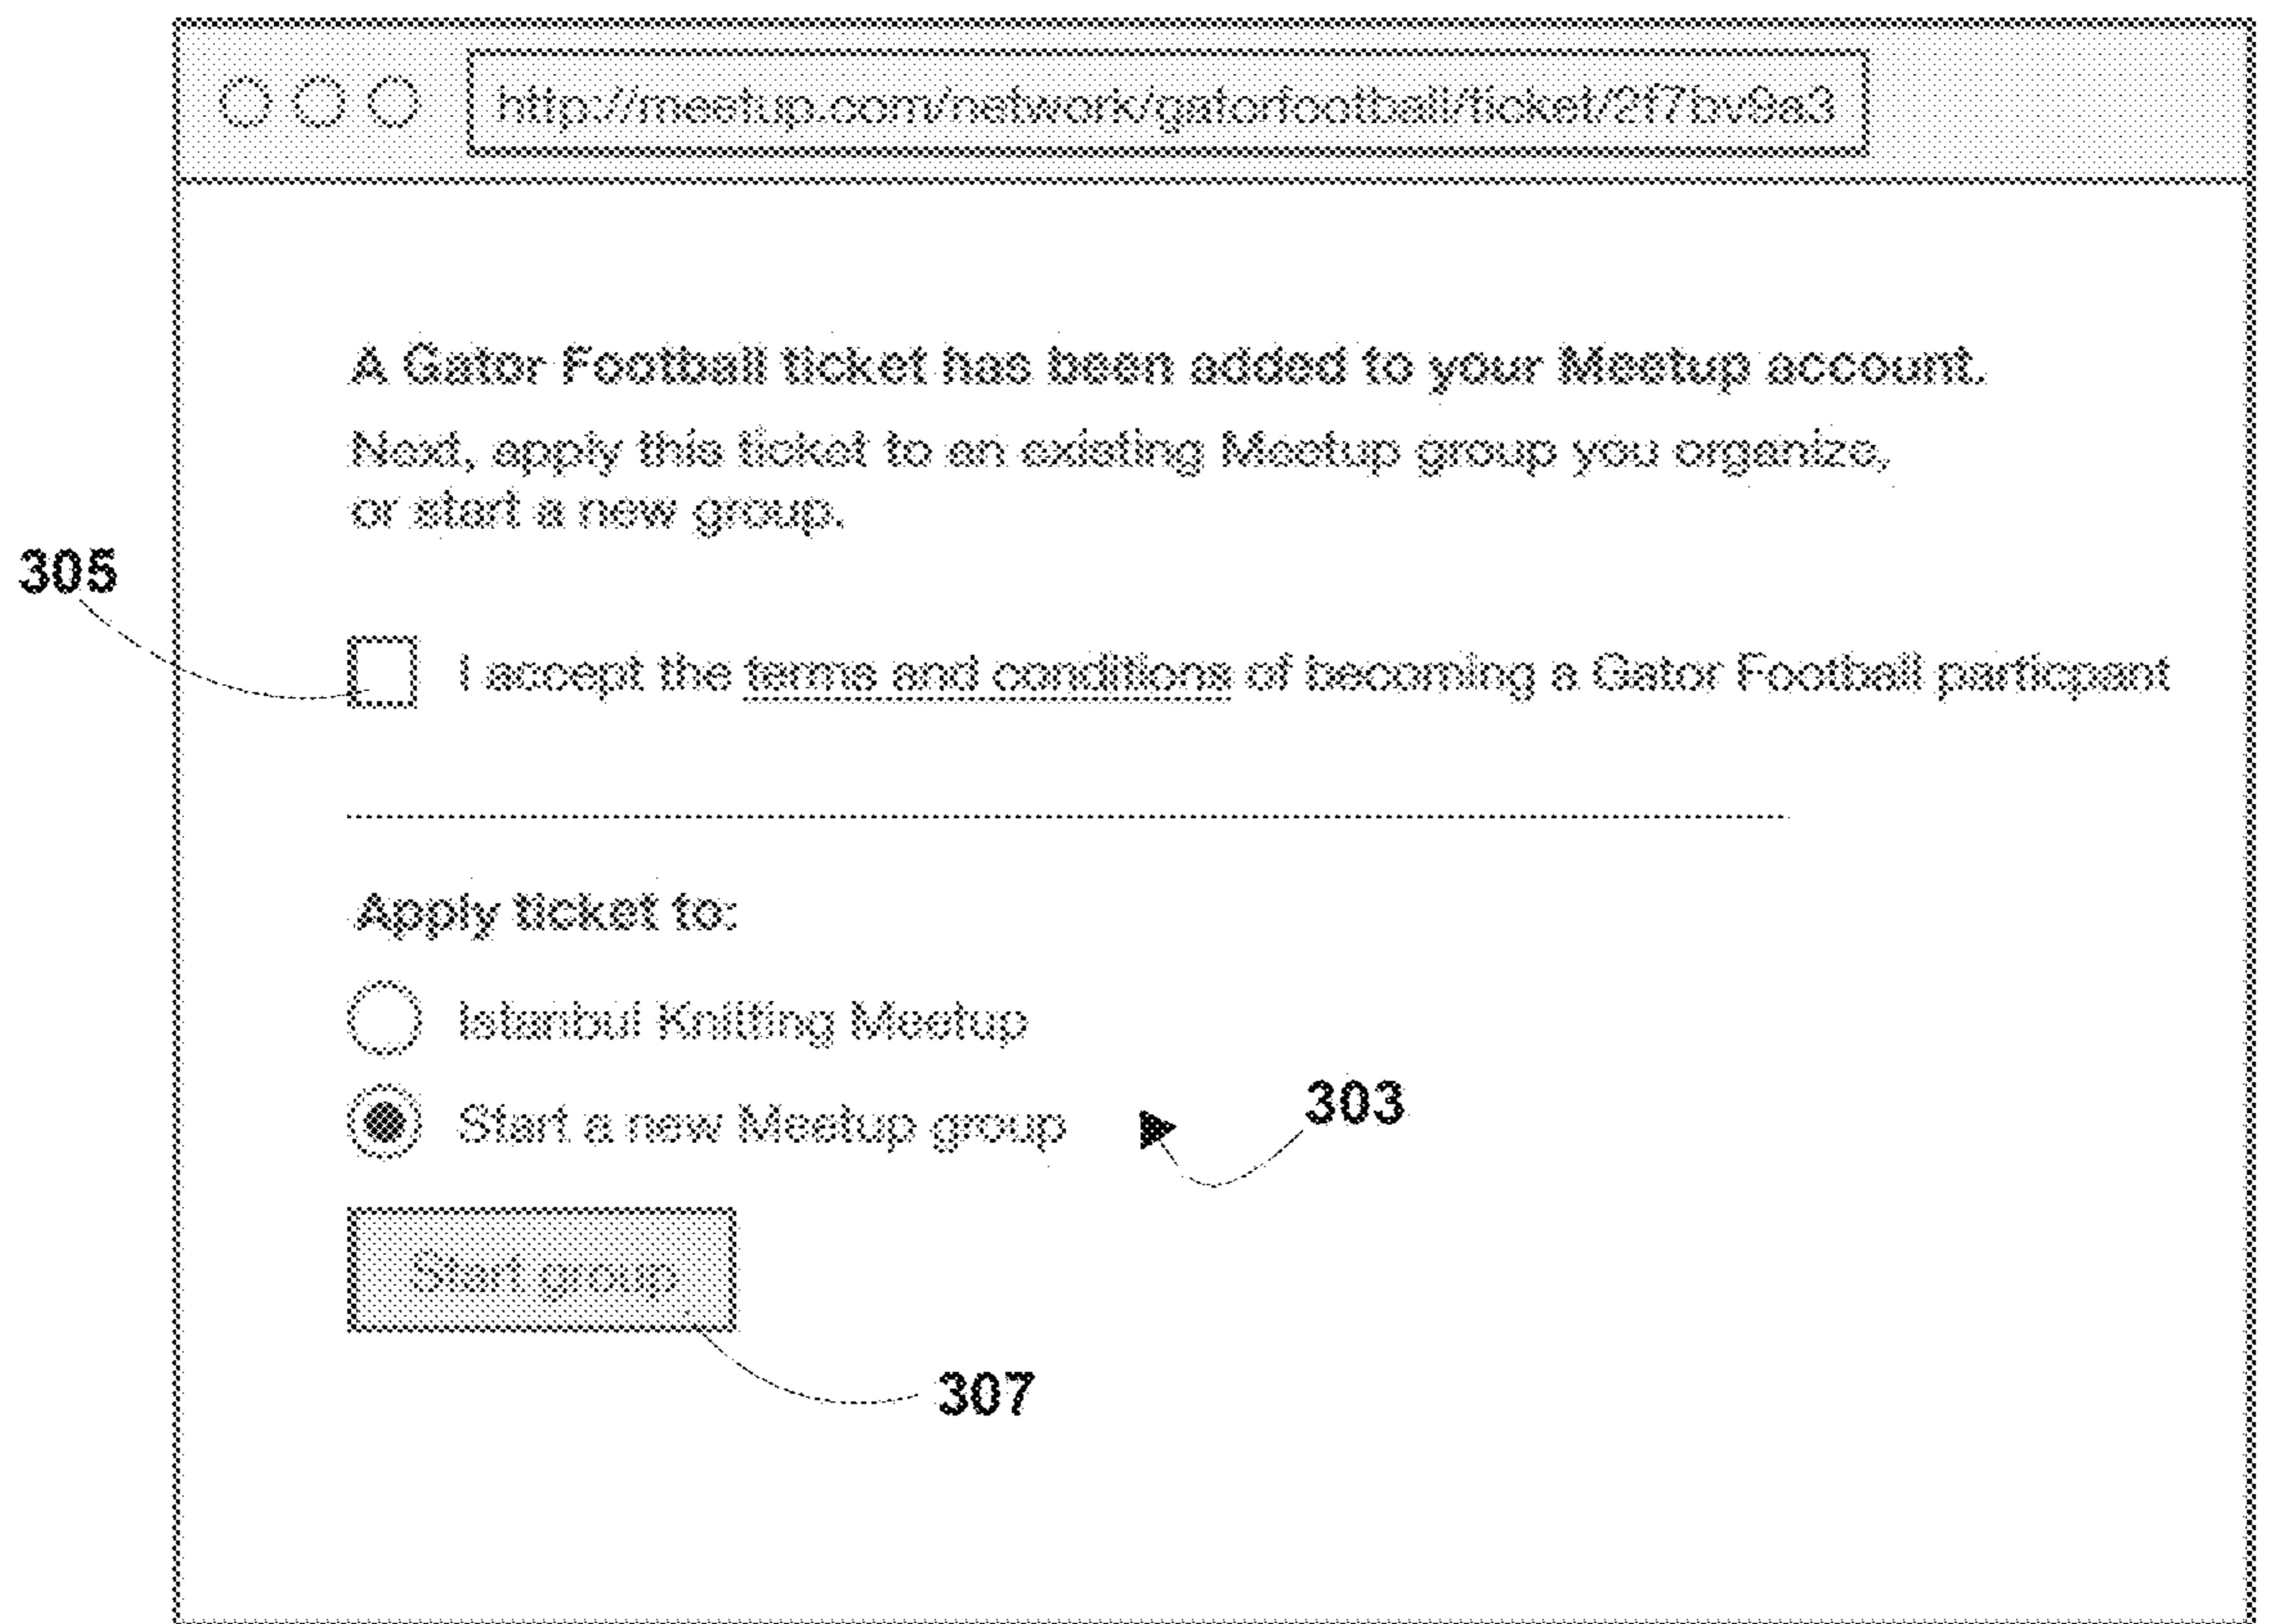 http://meetup.com/network/gatorfootball/ticket/2f7bv9a3
A Gator Football ticket has been added to your Meetup account.
Next, apply this ticket to an existing Meetup group you organize,
or start a new group.
305
I accept the terms and conditions of becoming a Gator Football particpant
Apply ticket to:
Istanbul Knitting Meetup
Start a new Meetup group
303
Start group
307